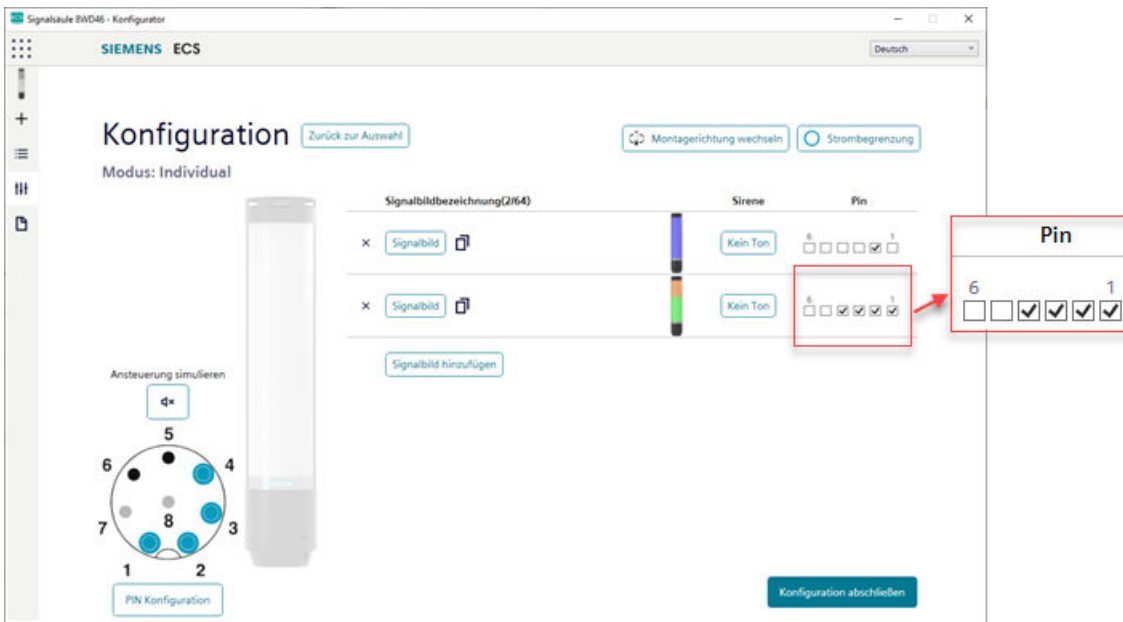 Signalsäule 8WD46 - Konfigurator
SIEMENS ECS
Deutsch
Konfiguration
Zurück zur Auswahl
Montagerichtung wechseln
Strombegrenzung
Modus: Individual
Signalbildbezeichnung(2/64)
Sirene
Pin
Signalbild
Kein Ton
6 1
Signalbild
Kein Ton
6 1
Pin
6 1
Signalbild hinzufügen
Ansteuerung simulieren
5
6 4
7 8 3
1 2
PIN Konfiguration
Konfiguration abschließen